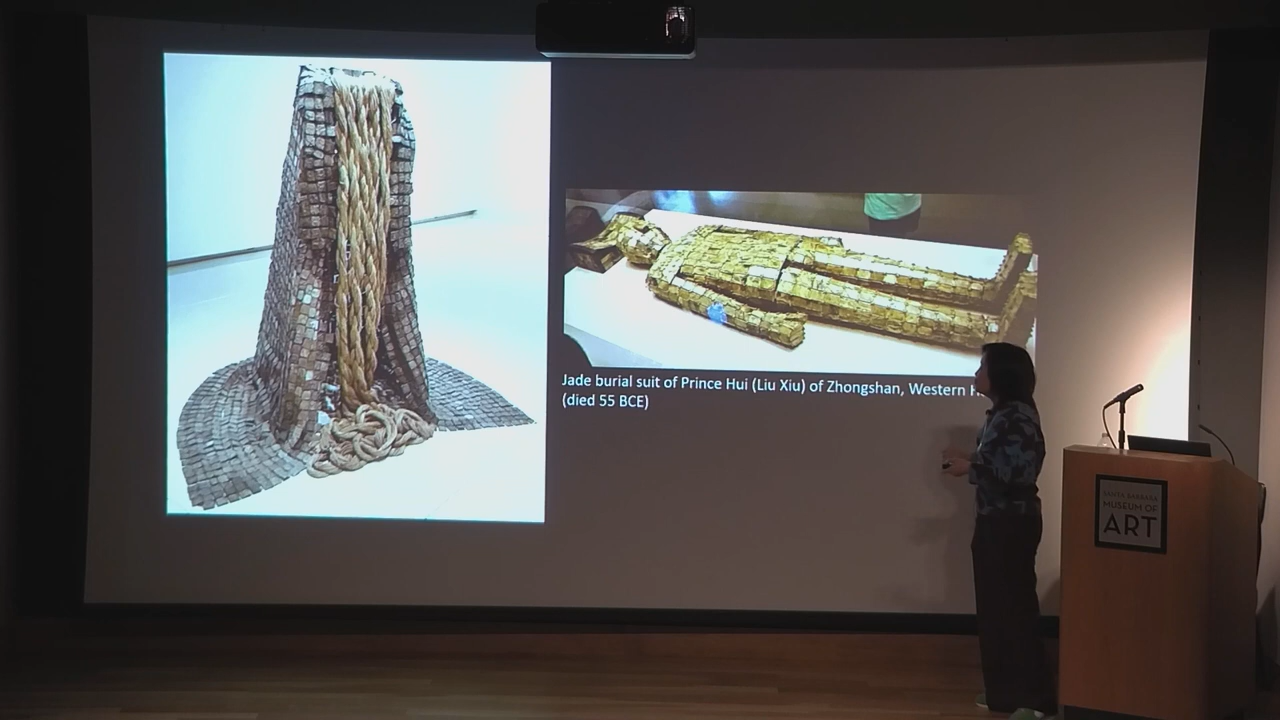 Jade burial suit of Prince Hui (Liu Xiu) of Zhongshan, Western
(died 55 BCE)
SANTA BARBARA
MUSEUM OF
ART